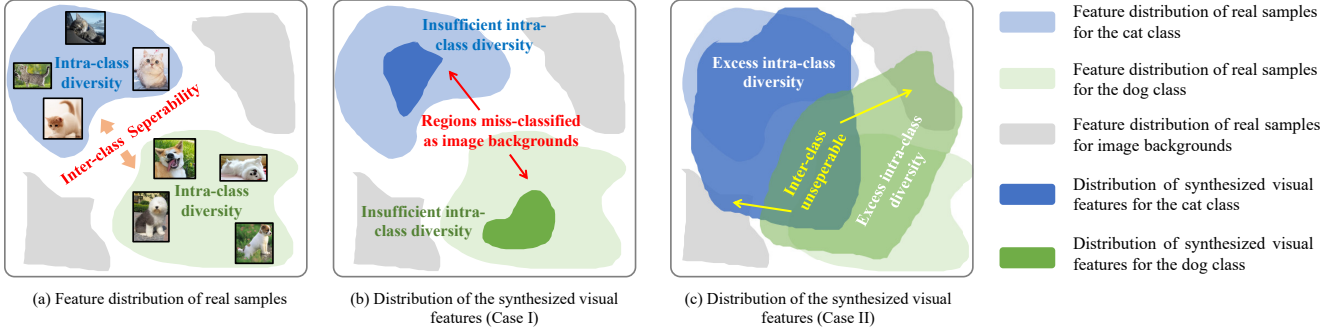 Intra-class
diversity
Inter-class Seperability
Intra-class
diversity
(a) Feature distribution of real samples
Insufficient intra-
class diversity
Regions miss-classified
as image backgrounds
Insufficient intra-
class diversity
(b) Distribution of the synthesized visual
features (Case I)
Excess intra-class
diversity
Inter-class
unseperable
Excess intra-class
diversity
(c) Distribution of the synthesized visual
features (Case II)
Feature distribution of real samples
for the cat class
Feature distribution of real samples
for the dog class
Feature distribution of real samples
for image backgrounds
Distribution of synthesized visual
features for the cat class
Distribution of synthesized visual
features for the dog class